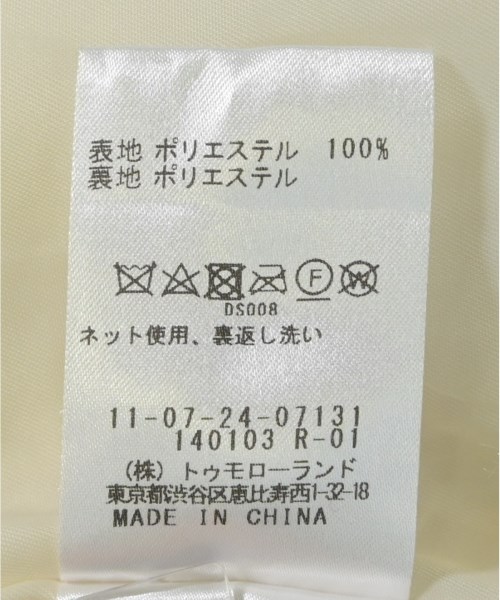 表地 ポリエステル 100%
裏地 ポリエステル
F W
DS008
ネット使用、裏返し洗い
11-07-24-07131
140103 R-01
(株) トゥモローランド
東京都渋谷区恵比寿西1-32-18
MADE IN CHINA